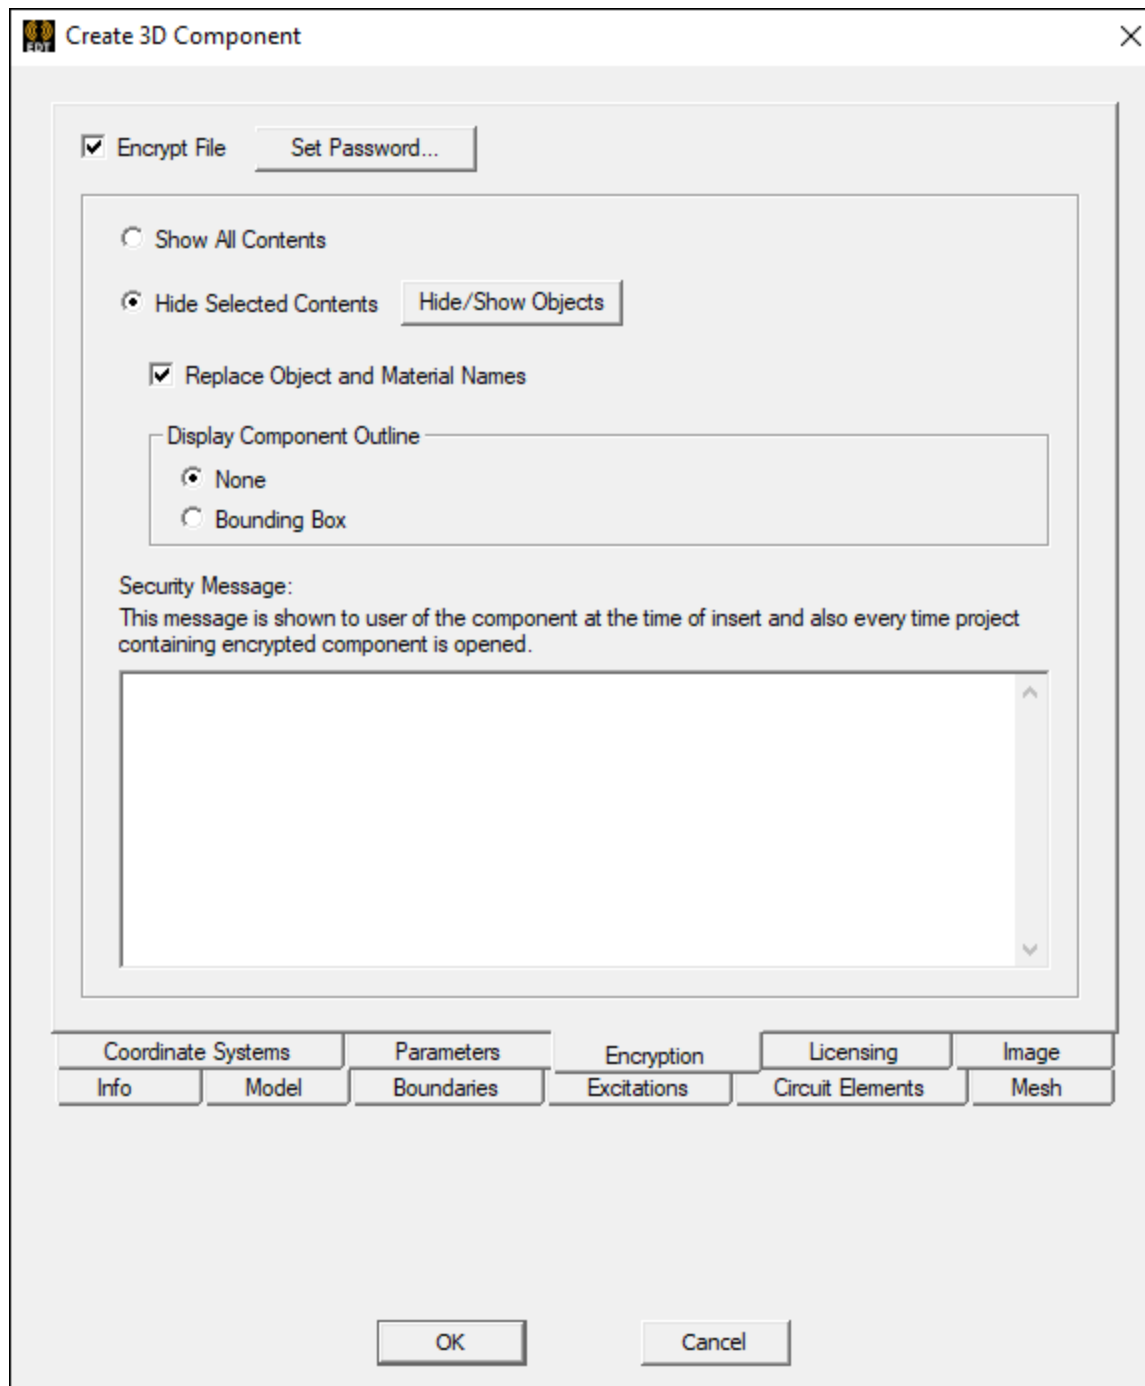 EDT
Create 3D Component
Encrypt File
Set Password...
Show All Contents
Hide Selected Contents
Hide/Show Objects
Replace Object and Material Names
Display Component Outline
None
Bounding Box
Security Message:
This message is shown to user of the component at the time of insert and also every time project
containing encrypted component is opened.
Coordinate Systems
Parameters
Encryption
Licensing
Image
Info
Model
Boundaries
Excitations
Circuit Elements
Mesh
OK
Cancel